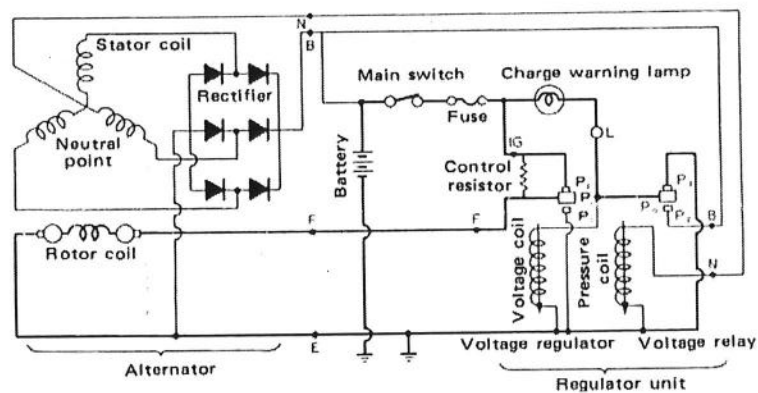 N
B
Stator coil
Rectifier
Neutral
point
Main switch
Fuse
Charge warning lamp
L
IG
Control
resistor
Battery
F
F
Rotor coil
Voltage coil
Pressure
coil
B
N
E
Voltage regulator
Voltage relay
Alternator
Regulator unit